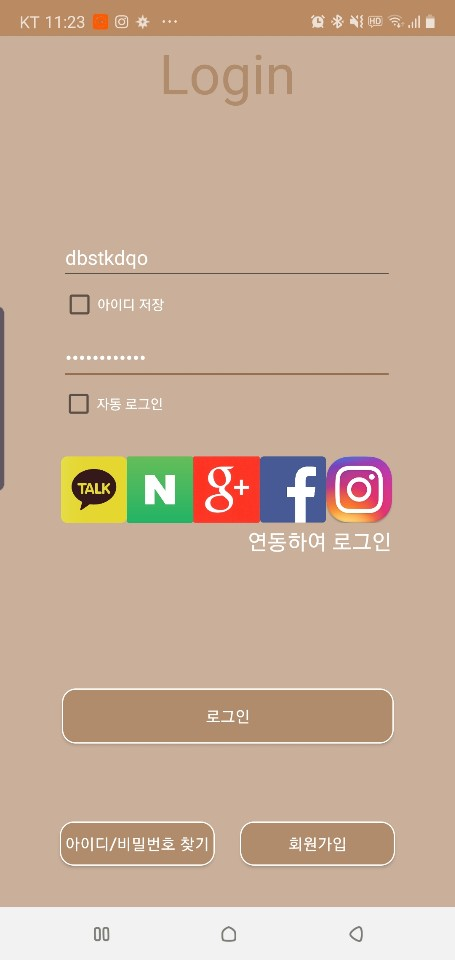 KT 11:23
HD
Login
dbstkdqo
아이디 저장
••••••••••••
자동 로그인
TALK N g+ f
연동하여 로그인
로그인
아이디/비밀번호 찾기 회원가입